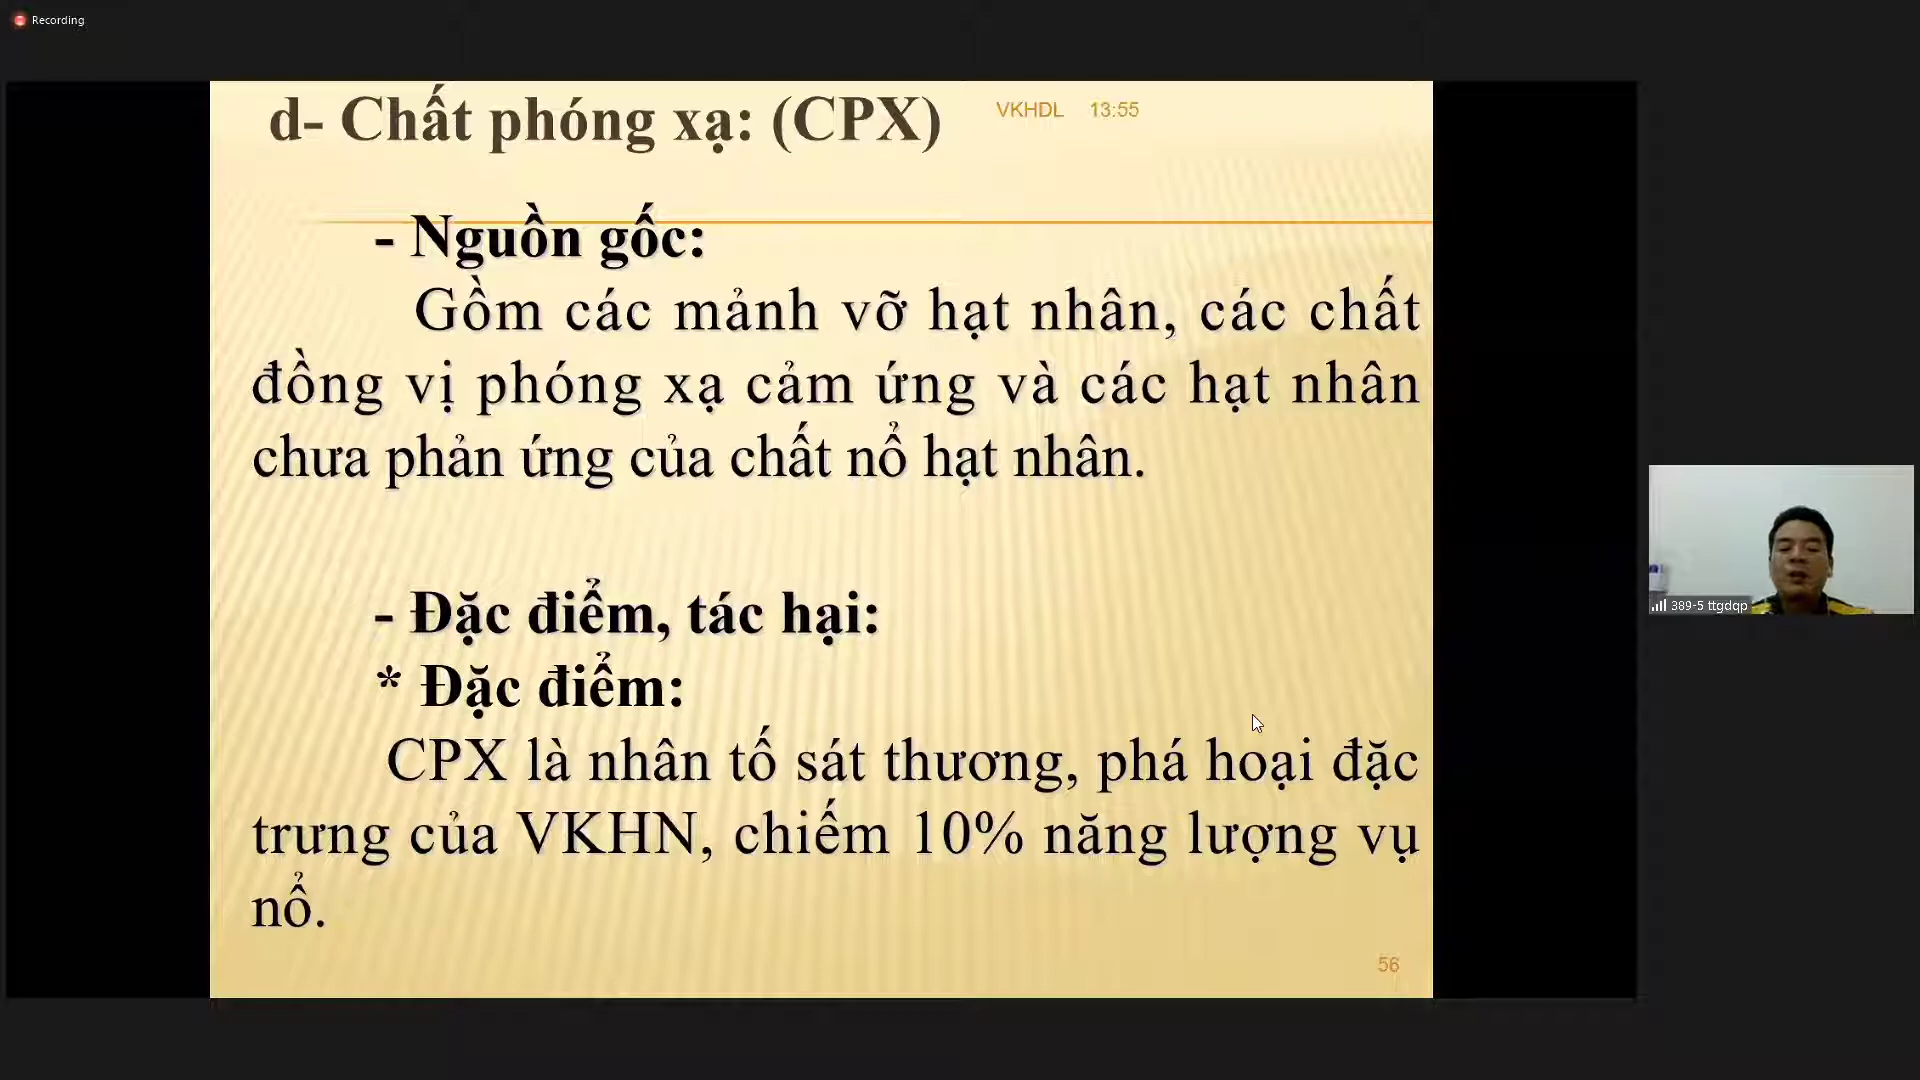 Recording
d- Chất phóng xạ: (CPX)
VKHDL 13:55
- Nguồn gốc:
Gồm các mảnh vỡ hạt nhân, các chất
đồng vị phóng xạ cảm ứng và các hạt nhân
chưa phản ứng của chất nổ hạt nhân.
- Đặc điểm, tác hại:
* Đặc điểm:
CPX là nhân tố sát thương, phá hoại đặc
trưng của VKHN, chiếm 10% năng lượng vụ
nổ.
56
389-5 ttgdqp